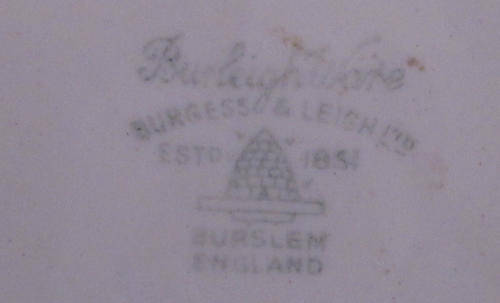 Burleigh Ware
BURGESS & LEIGH LTD
ESTD 1851
BURSLEM
ENGLAND